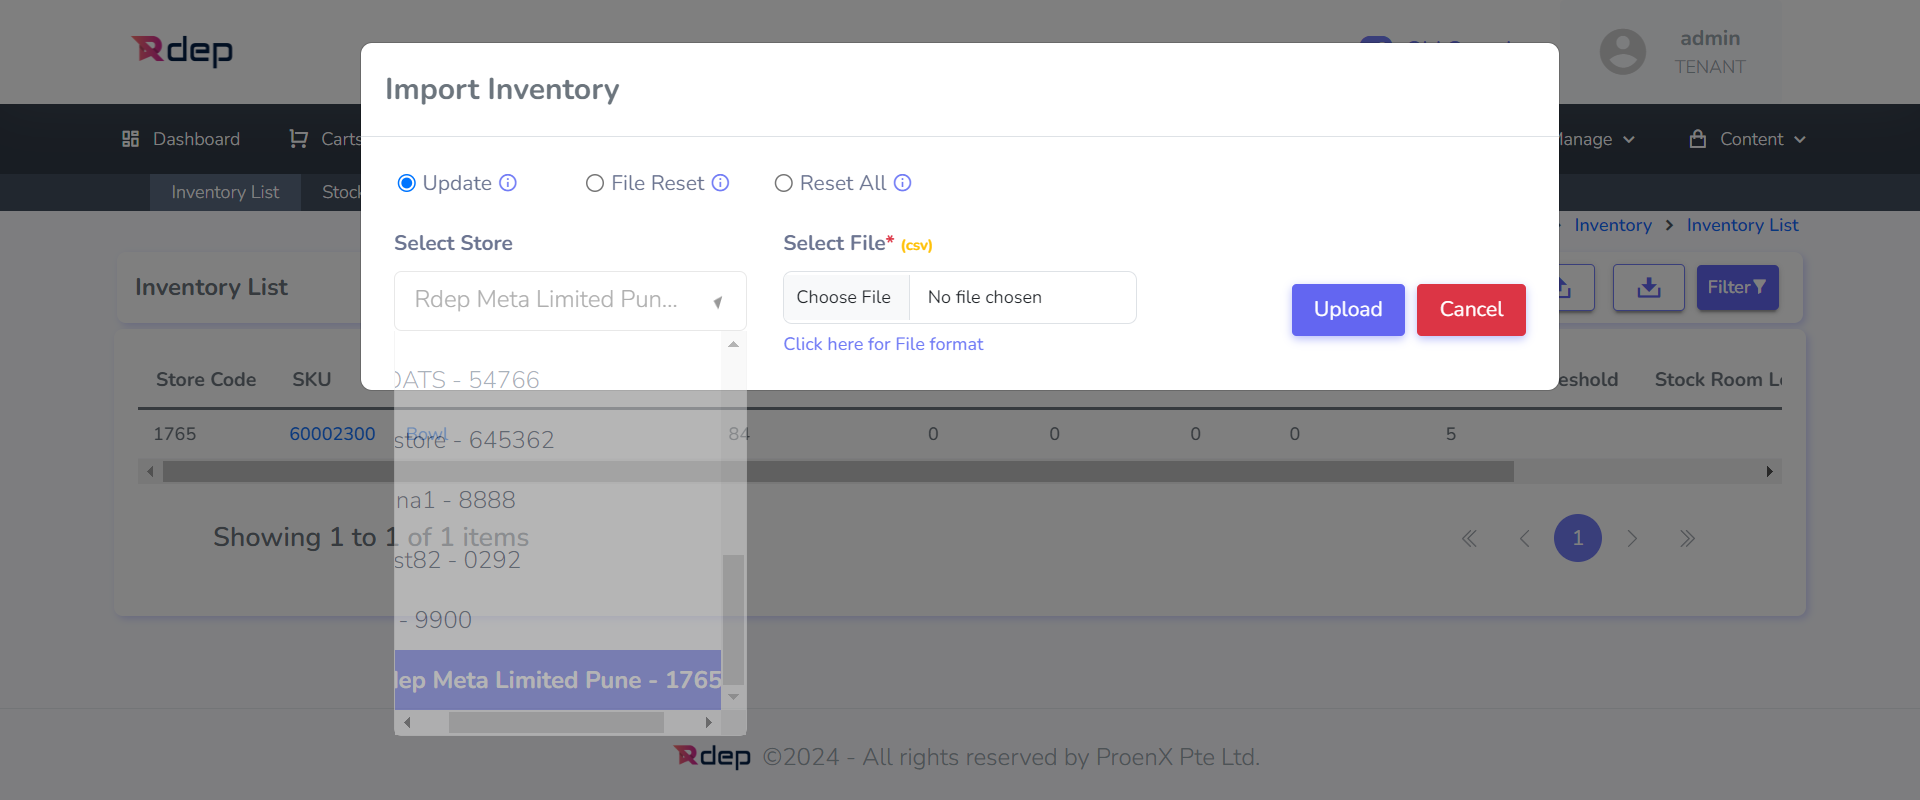 Rdep
admin
TENANT
Import Inventory
Dashboard
Carts
Manage
Content
Update
File Reset
Reset All
Inventory List
Stock
Inventory
Inventory List
Select Store
Select File* (csv)
Inventory List
Rdep Meta Limited Pun...
Choose File
No file chosen
Upload
Cancel
Filter
Click here for File format
Store Code
SKU
OATS - 54766
eshold
Stock Room Lo
1765
60002300
Bowl
84
0
0
0
0
5
store - 645362
na1 - 8888
Showing 1 to 1 of 1 items
1
st82 - 0292
- 9900
dep Meta Limited Pune - 1765
Rdep ©2024 - All rights reserved by ProenX Pte Ltd.